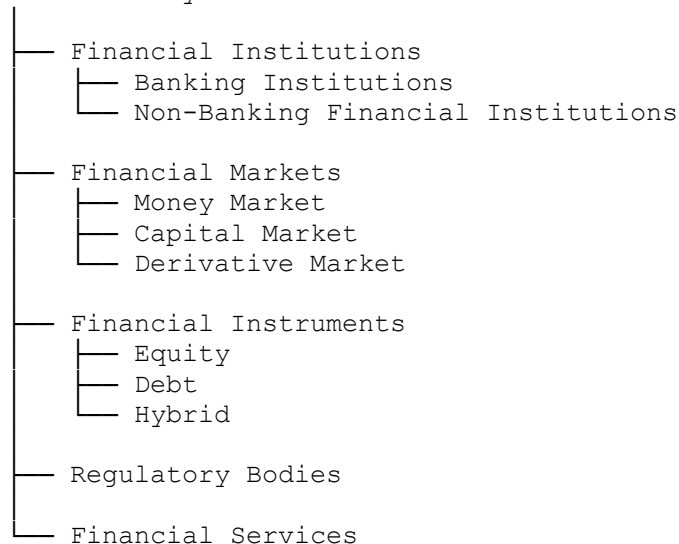 Financial Institutions
Banking Institutions
Non-Banking Financial Institutions
Financial Markets
Money Market
Capital Market
Derivative Market
Financial Instruments
Equity
Debt
Hybrid
Regulatory Bodies
Financial Services